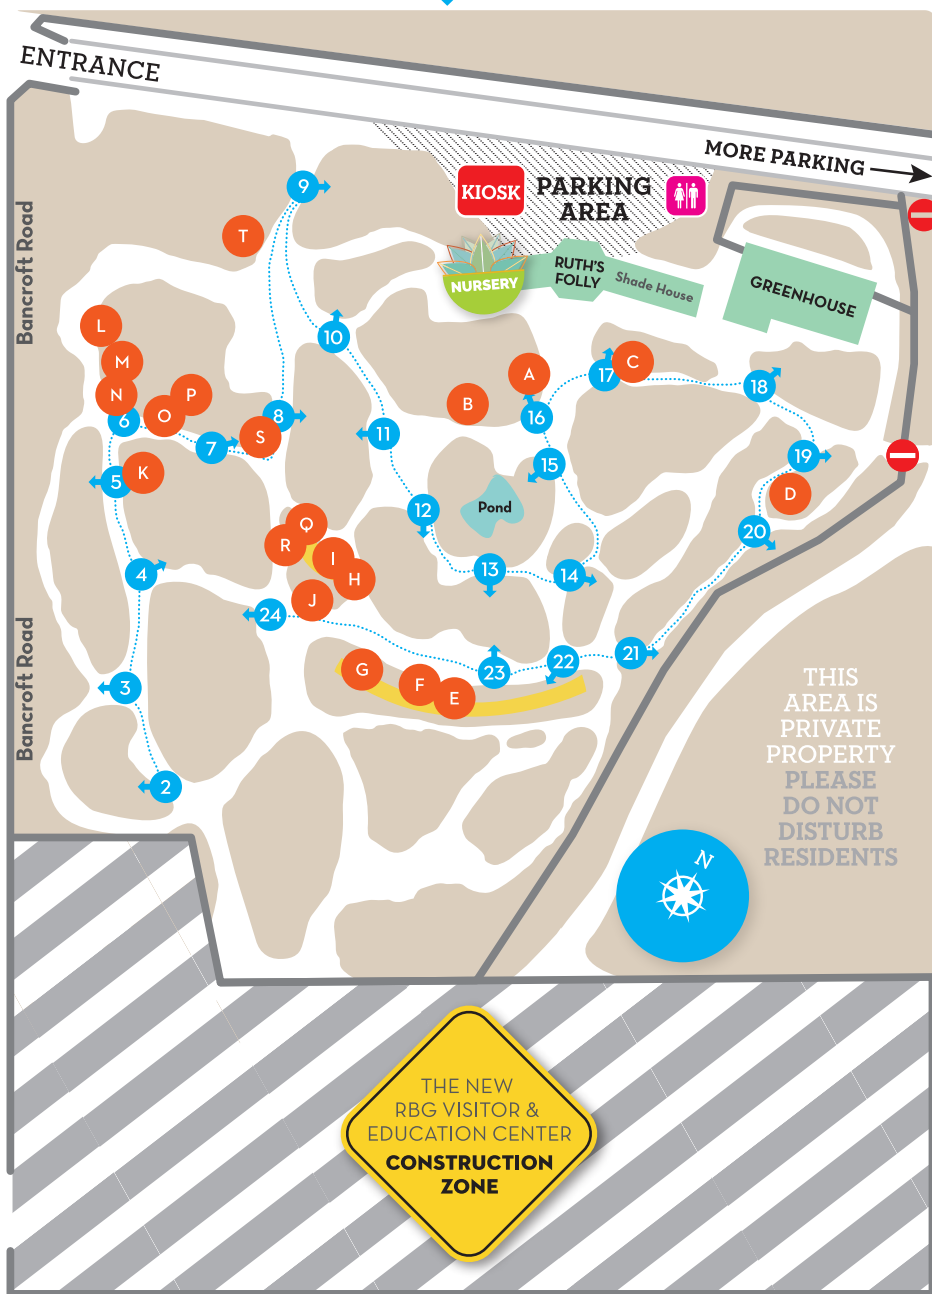 ENTRANCE
MORE PARKING
9
KIOSK
PARKING
AREA
T
Bancroft Road
NURSERY
RUTH'S
FOLLY
Shade House
GREENHOUSE
L
10
M
A
17
C
18
N
P
B
6
O
8
16
S
11
7
19
5
K
15
D
12
Pond
Q
20
R
I
13
4
H
14
J
24
Bancroft Road
21
22
G
23
3
F
E
THIS
AREA IS
PRIVATE
PROPERTY
PLEASE
DO NOT
DISTURB
RESIDENTS
2
N
THE NEW
RBG VISITOR &
EDUCATION CENTER
CONSTRUCTION
ZONE